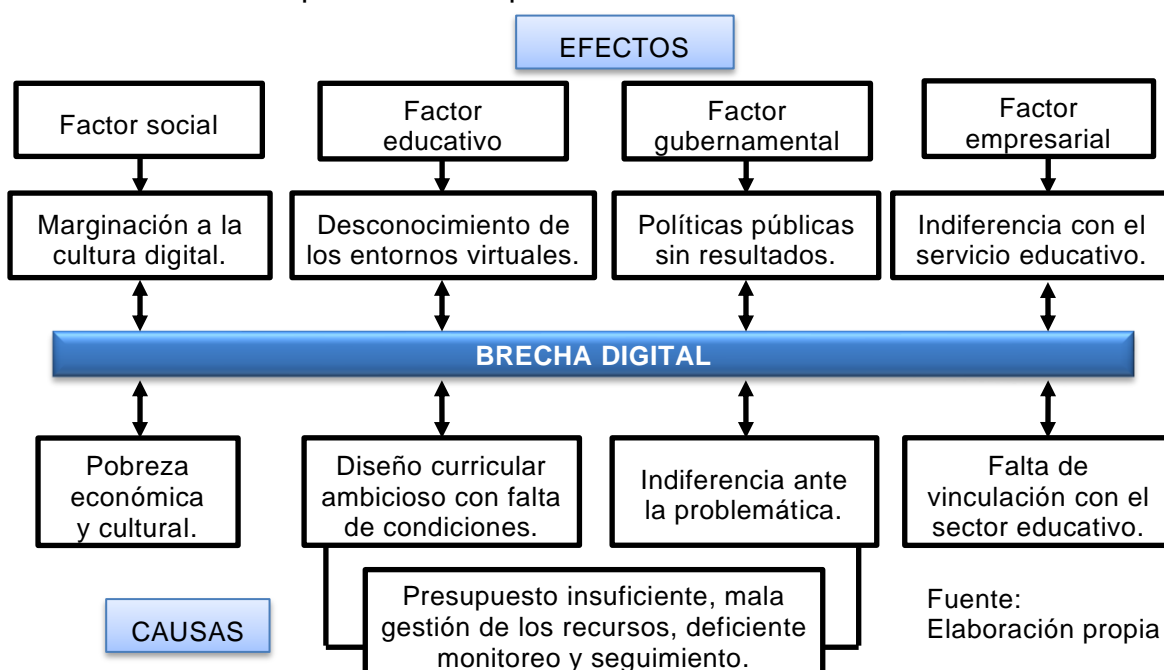 EFECTOS
Factor social
Factor
educativo
Factor
gubernamental
Factor
empresarial
Marginación a la
cultura digital.
Desconocimiento de
los entornos virtuales.
Políticas públicas
sin resultados.
Indiferencia con el
servicio educativo.
BRECHA DIGITAL
Pobreza
económica
y cultural.
Diseño curricular
ambicioso con falta
de condiciones.
Indiferencia ante
la problemática.
Falta de
vinculación con el
sector educativo.
CAUSAS
Presupuesto insuficiente, mala
gestión de los recursos, deficiente
monitoreo y seguimiento.
Fuente:
Elaboración propia